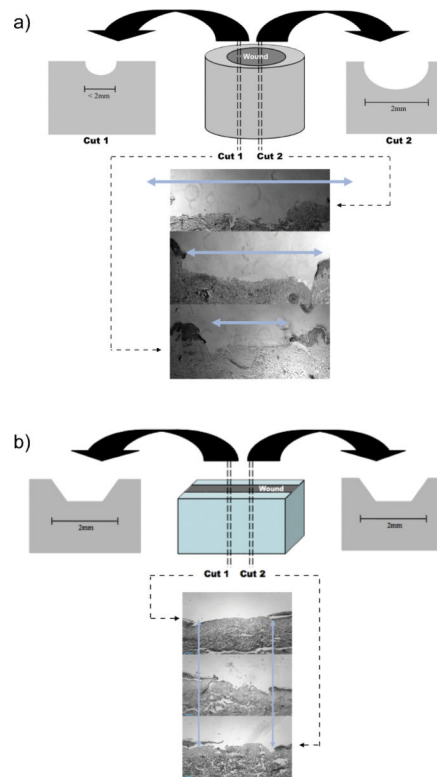 a)
Wound
< 2mm
2mm
Cut 1
Cut 1 Cut 2
Cut 2
b)
Wound
2mm
2mm
Cut 1 Cut 2